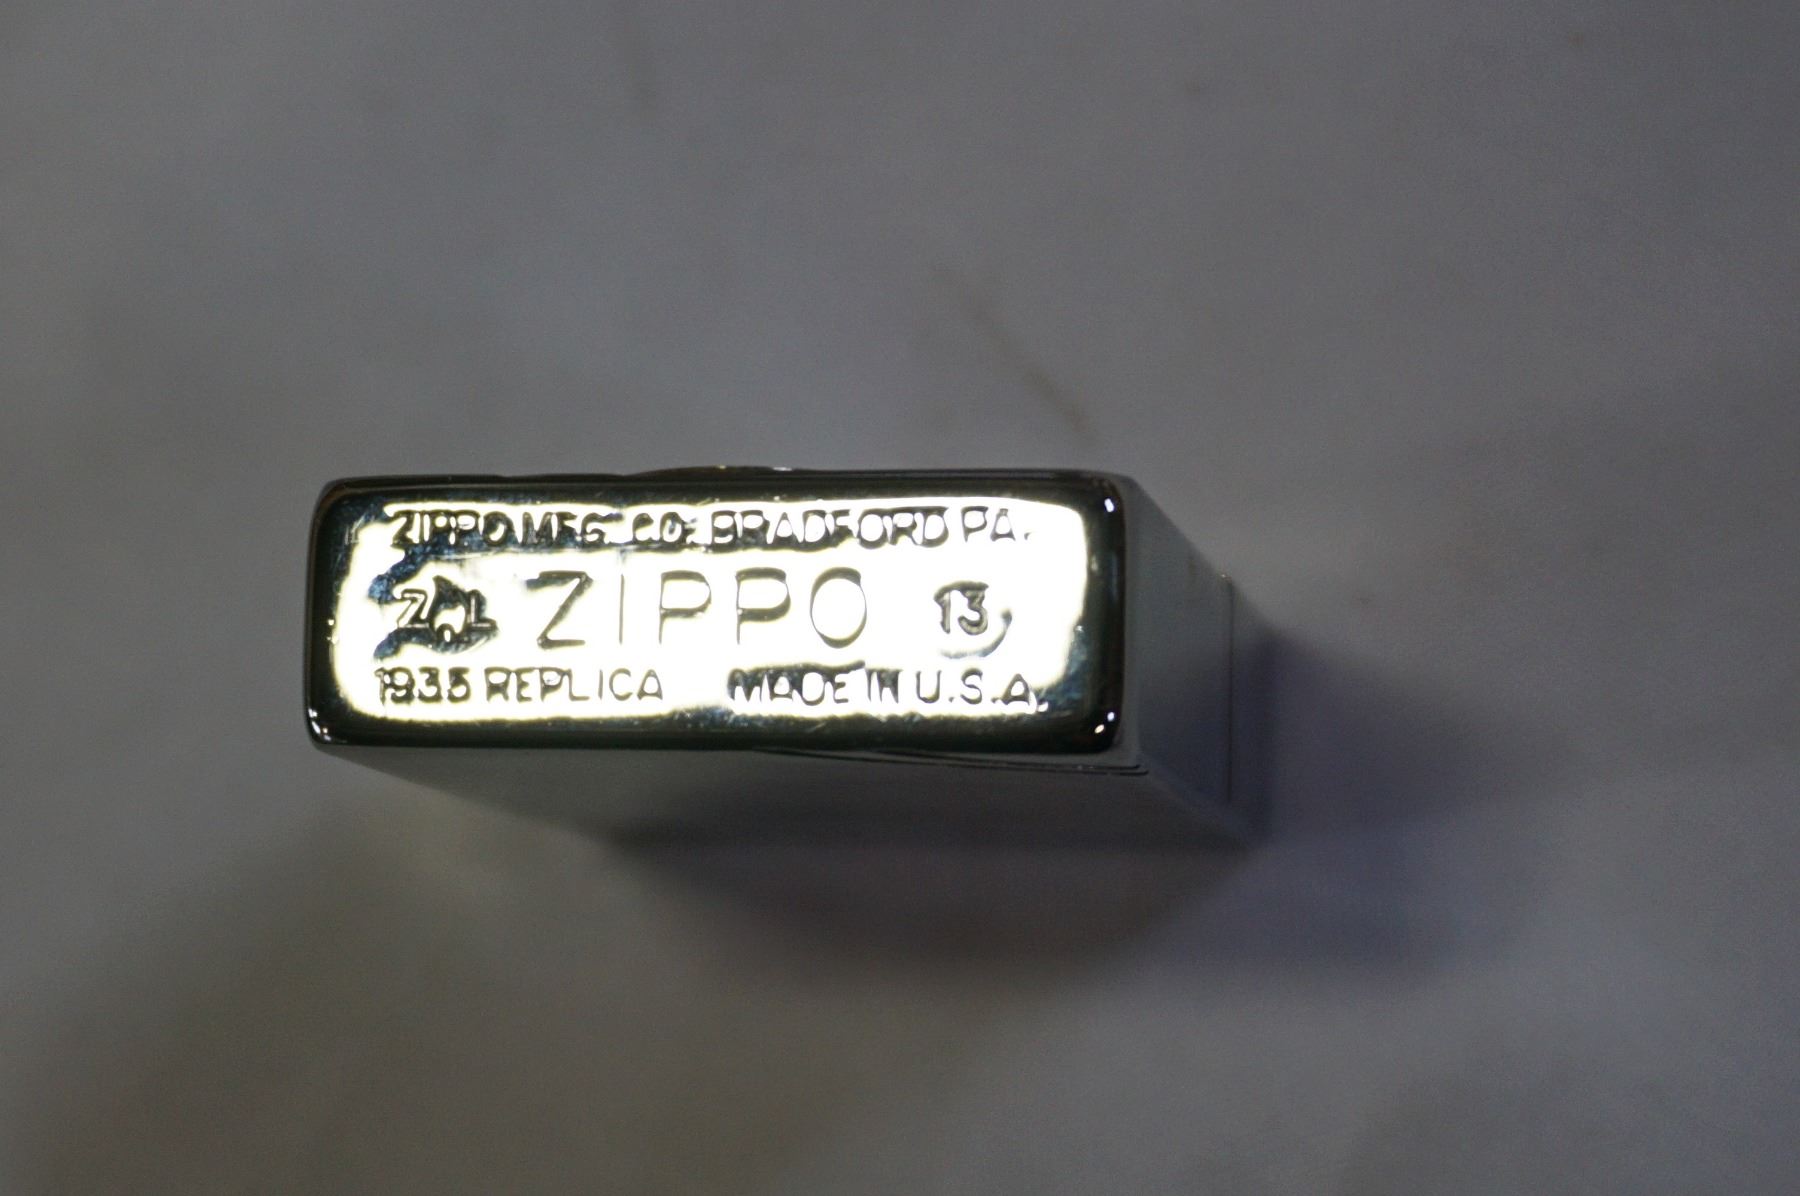 ZIPPO MFG. CO. BRADFORD PA.
Z L ZIPPO 13
1935 REPLICA MADE IN U.S.A.